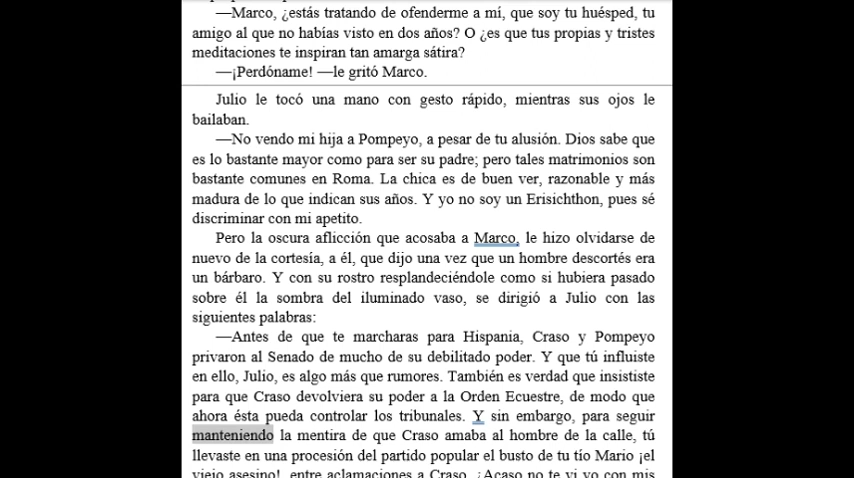 —Marco, ¿estás tratando de ofenderme a mí, que soy tu huésped, tu
amigo al que no habías visto en dos años? O ¿es que tus propias y tristes
meditaciones te inspiran tan amarga sátira?
—¡Perdóname! —le gritó Marco.
Julio le tocó una mano con gesto rápido, mientras sus ojos le
bailaban.
—No vendo mi hija a Pompeyo, a pesar de tu alusión. Dios sabe que
es lo bastante mayor como para ser su padre; pero tales matrimonios son
bastante comunes en Roma. La chica es de buen ver, razonable y más
madura de lo que indican sus años. Y yo no soy un Erisichthon, pues sé
discriminar con mi apetito.
Pero la oscura aflicción que acosaba a Marco, le hizo olvidarse de
nuevo de la cortesía, a él, que dijo una vez que un hombre descortés era
un bárbaro. Y con su rostro resplandeciéndole como si hubiera pasado
sobre él la sombra del iluminado vaso, se dirigió a Julio con las
siguientes palabras:
—Antes de que te marcharas para Hispania, Craso y Pompeyo
privaron al Senado de mucho de su debilitado poder. Y que tú influiste
en ello, Julio, es algo más que rumores. También es verdad que insististe
para que Craso devolviera su poder a la Orden Ecuestre, de modo que
ahora ésta pueda controlar los tribunales. Y sin embargo, para seguir
manteniendo la mentira de que Craso amaba al hombre de la calle, tú
llevaste en una procesión del partido popular el busto de tu tío Mario ¡el
viejo asesino!, entre aclamaciones a Craso. ¿Acaso no te vi yo con mis